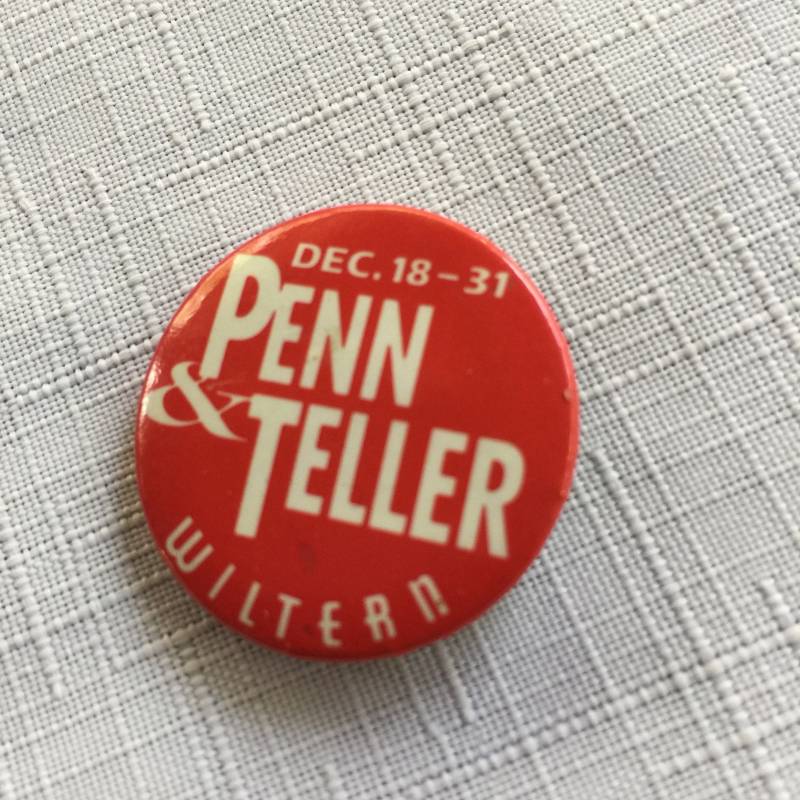 DEC. 18 – 31
PENN
& TELLER
WILTERN